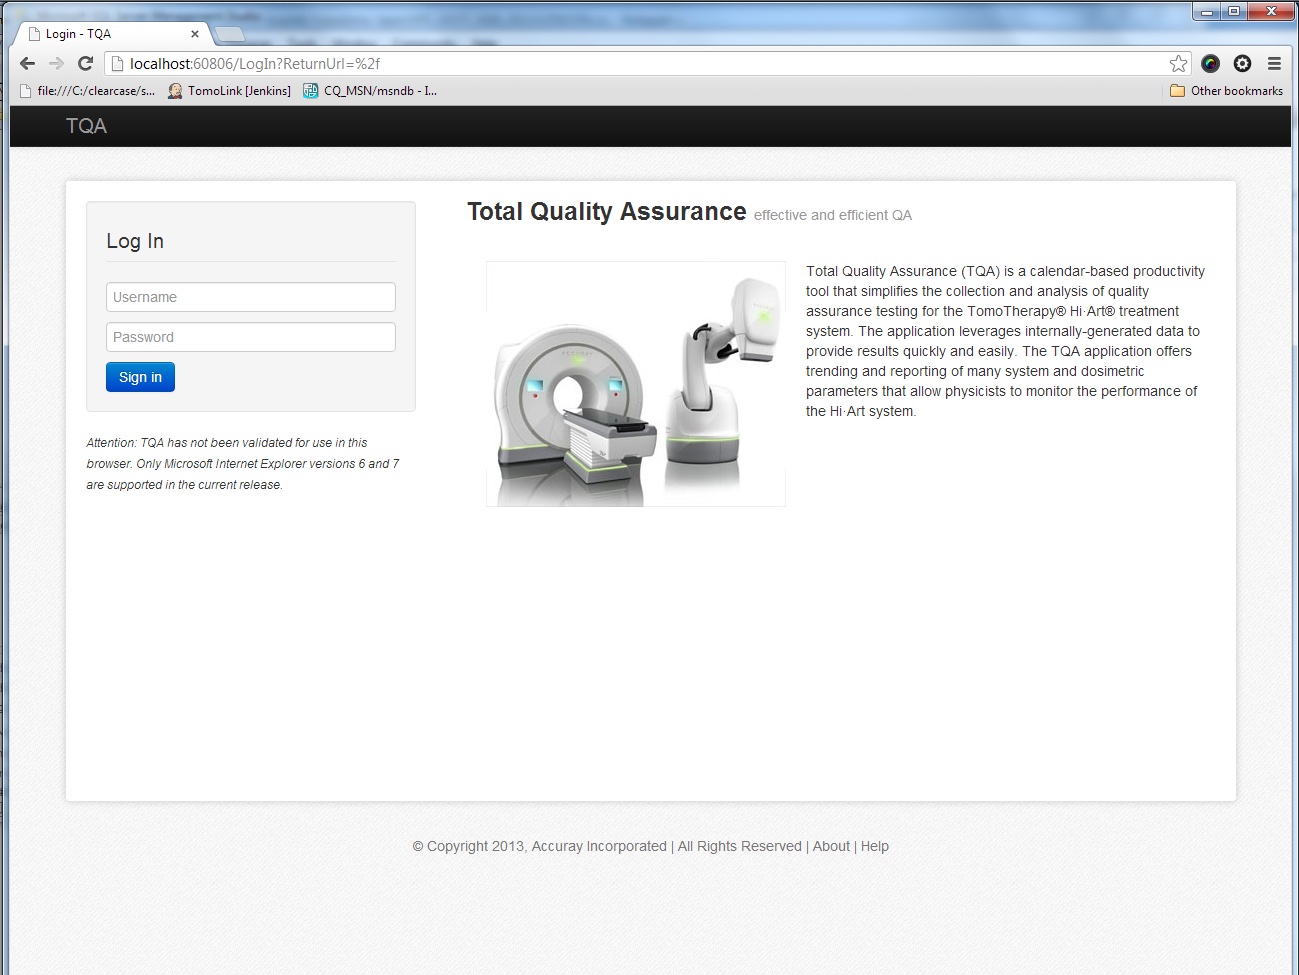 Login - TQA
localhost:60806/LogIn?ReturnUrl=%2f
file:///C:/clearcase/s...
TomoLink [Jenkins]
CQ_MSN/msndb - I...
Other bookmarks
TQA
Log In
Username
Password
Sign in
Attention: TQA has not been validated for use in this
browser. Only Microsoft Internet Explorer versions 6 and 7
are supported in the current release.
Total Quality Assurance effective and efficient QA
Total Quality Assurance (TQA) is a calendar-based productivity
tool that simplifies the collection and analysis of quality
assurance testing for the TomoTherapy® Hi·Art® treatment
system. The application leverages internally-generated data to
provide results quickly and easily. The TQA application offers
trending and reporting of many system and dosimetric
parameters that allow physicists to monitor the performance of
the Hi·Art system.
© Copyright 2013, Accuray Incorporated | All Rights Reserved | About | Help